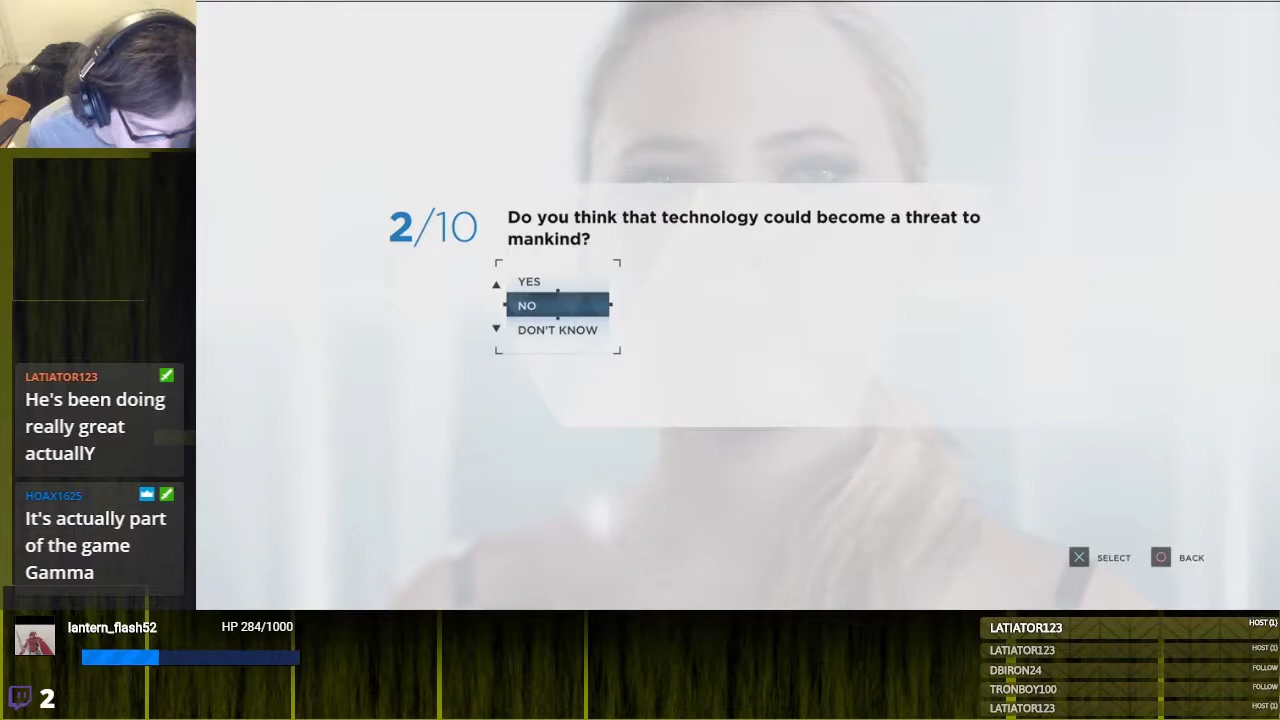 2/10
Do you think that technology could become a threat to
mankind?
YES
NO
DON'T KNOW
SELECT
BACK
LATIATOR123
He's been doing
really great
actuallY
HOAX1625
It's actually part
of the game
Gamma
lantern_flash52
HP 284/1000
2
LATIATOR123 HOST (1)
LATIATOR123 HOST (1)
DBIRON24 FOLLOW
TRONBOY100 FOLLOW
LATIATOR123 HOST (1)